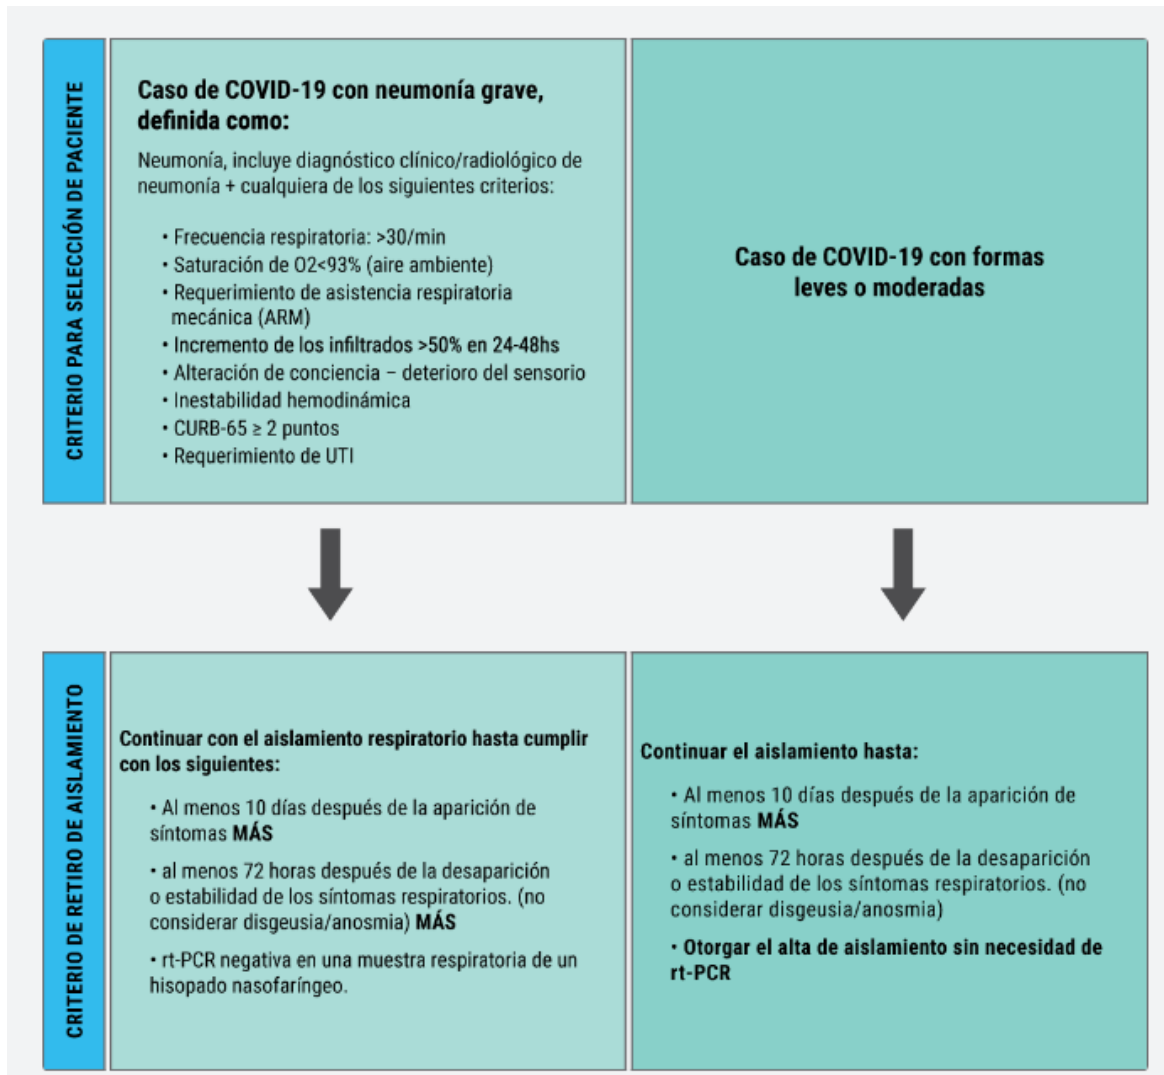 CRITERIO PARA SELECCIÓN DE PACIENTE
Caso de COVID-19 con neumonía grave,
definida como:
Neumonía, incluye diagnóstico clínico/radiológico de
neumonía + cualquiera de los siguientes criterios:
• Frecuencia respiratoria: >30/min
• Saturación de O2<93% (aire ambiente)
• Requerimiento de asistencia respiratoria
mecánica (ARM)
• Incremento de los infiltrados >50% en 24-48hs
• Alteración de conciencia – deterioro del sensorio
• Inestabilidad hemodinámica
• CURB-65 ≥ 2 puntos
• Requerimiento de UTI
Caso de COVID-19 con formas
leves o moderadas
CRITERIO DE RETIRO DE AISLAMIENTO
Continuar con el aislamiento respiratorio hasta cumplir
con los siguientes:
• Al menos 10 días después de la aparición de
síntomas MÁS
• al menos 72 horas después de la desaparición
o estabilidad de los síntomas respiratorios. (no
considerar disgeusia/anosmia) MÁS
• rt-PCR negativa en una muestra respiratoria de un
hisopado nasofaríngeo.
Continuar el aislamiento hasta:
• Al menos 10 días después de la aparición de
síntomas MÁS
• al menos 72 horas después de la desaparición
o estabilidad de los síntomas respiratorios. (no
considerar disgeusia/anosmia)
• Otorgar el alta de aislamiento sin necesidad de
rt-PCR